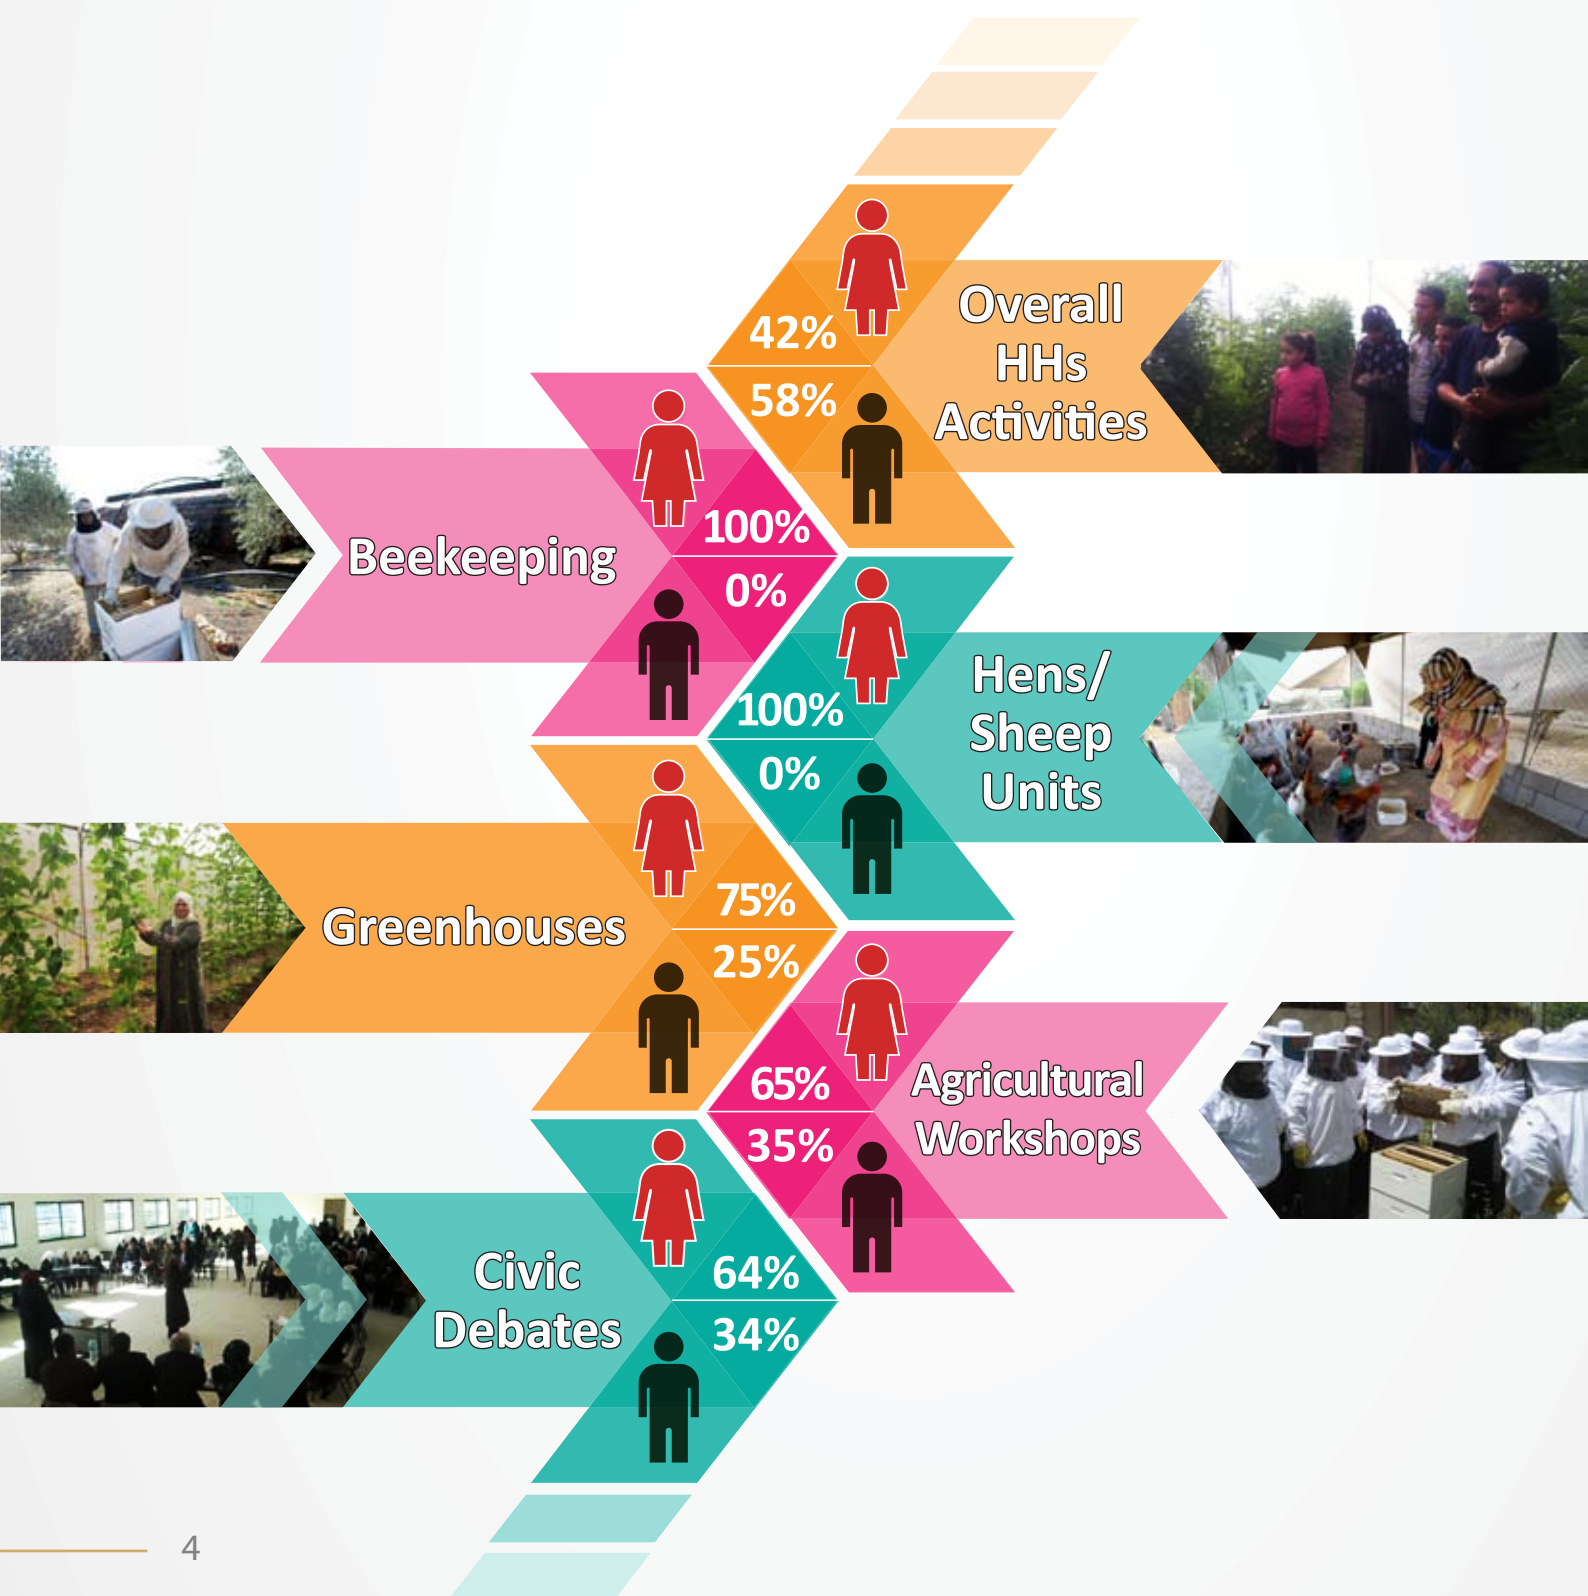 42%
58%
Overall
HHs
Activities
Beekeeping
100%
0%
100%
0%
Hens/
Sheep
Units
Greenhouses
75%
25%
65%
35%
Agricultural
Workshops
Civic
Debates
64%
34%
4